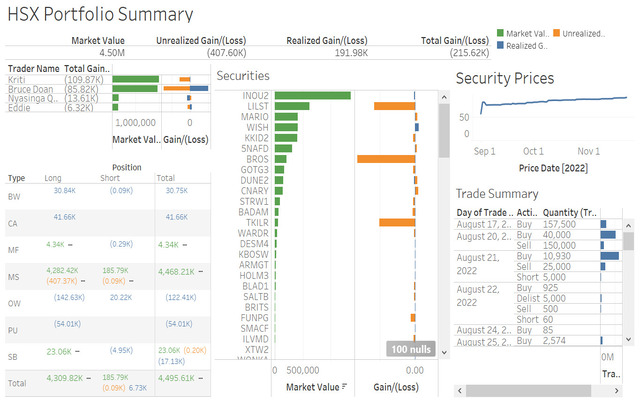 HSX Portfolio Summary
Market Value Unrealized Gain/(Loss) Realized Gain/(Loss) Total Gain/(Loss)
4.50M (407.60K) 191.98K (215.62K)
Market Val.. Unrealized..
Realized G..
Trader Name Total Gain..
Kriti (109.87K)
Bruce Doan (85.82K)
Nyasinga Q.. (13.61K)
Eddie (6.32K)
1,000,000 0
Market Val.. Gain/(Loss)
Position
Type Long Short Total
BW 30.84K (0.09K) 30.75K
CA 41.66K 41.66K
MF 4.34K – (0.29K) 4.34K –
MS 4,282.42K – 185.79K 4,468.21K –
(407.37K) – (0.09K) –
OW (142.63K) 20.22K (122.41K)
PU (54.01K) (54.01K)
SB 23.06K – (4.95K) 23.06K (0.20K)
(17.13K)
Total 4,309.82K – 185.79K 4,495.61K –
(0.09K) 6.73K
Securities
INOU2
LILST
MARIO
WISH
KKID2
SNAFD
BROS
GOTG3
DUNE2
CNARY
STRW1
BADAM
TKILR
WARDR
DESM4
KBOSW
ARMGT
HOLM3
BLAD1
SALTB
BRITS
FUNPG
SMACF
ILVMD
XTW2
WONKA
100 nulls
0 500,000 0.00
Market Value Gain/(Loss)
Security Prices
50
0
Sep 1 Oct 1 Nov 1
Price Date [2022]
Trade Summary
Day of Trade .. Acti.. Quantity (Tr..
August 17, 2.. Buy 157,500
August 20, 2.. Buy 40,000
Sell 150,000
August 21, Buy 10,930
2022 Sell 25,000
Short 5,000
August 22, Buy 925
2022 Delist 5,000
Sell 500
Short 60
August 24, 2.. Buy 85
August 25, 2.. Buy 2,574
0M
Tra..